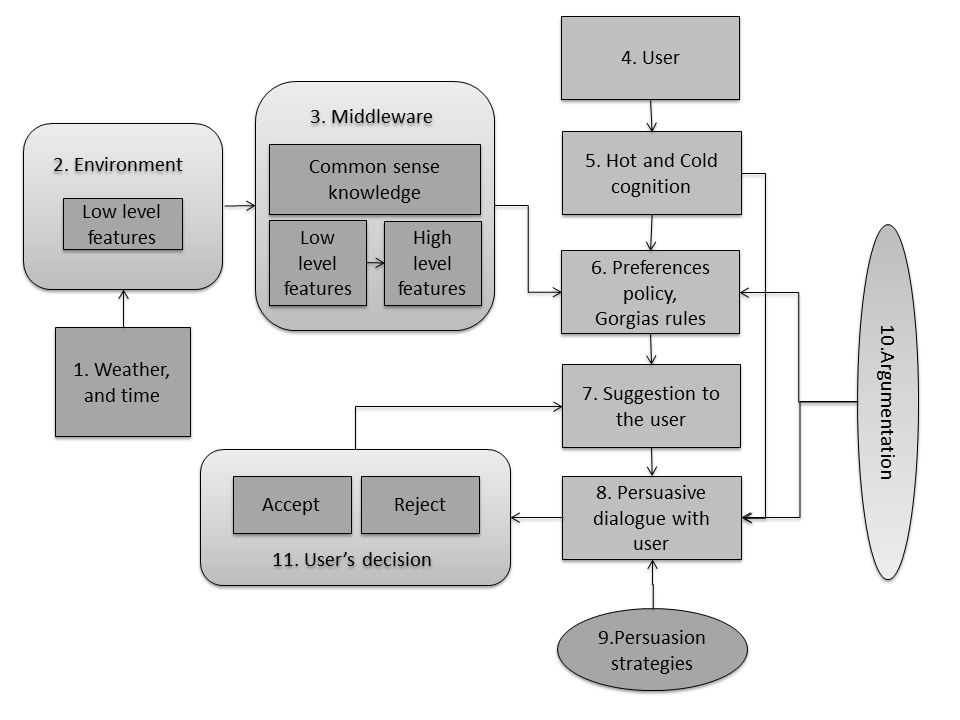 4. User
3. Middleware
Common sense
knowledge
Low
level
features
High
level
features
2. Environment
Low level
features
1. Weather,
and time
5. Hot and Cold
cognition
6. Preferences
policy,
Gorgias rules
7. Suggestion to
the user
8. Persuasive
dialogue with
user
9.Persuasion
strategies
10.Argumentation
Accept
Reject
11. User’s decision